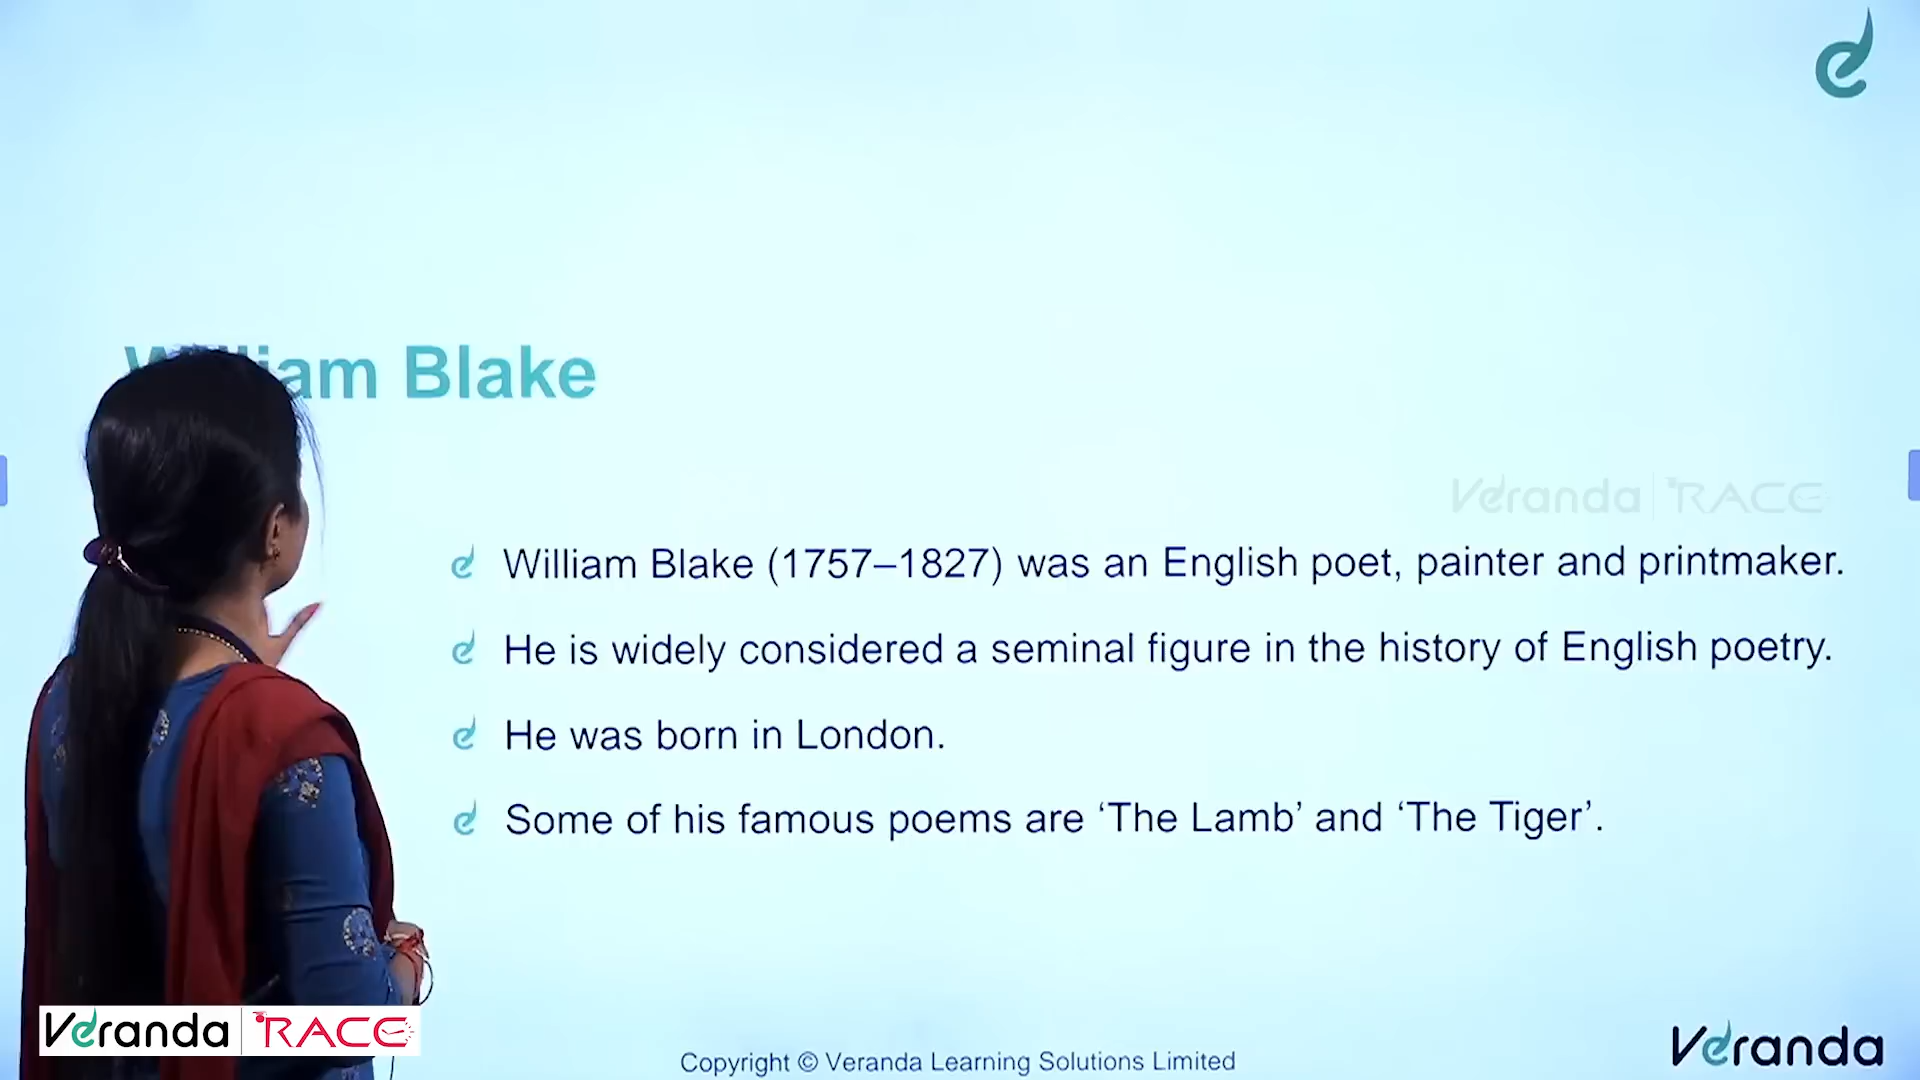 William Blake
Veranda RACE
William Blake (1757–1827) was an English poet, painter and printmaker.
He is widely considered a seminal figure in the history of English poetry.
He was born in London.
Some of his famous poems are ‘The Lamb’ and ‘The Tiger’.
Veranda RACE
Veranda
Copyright © Veranda Learning Solutions Limited